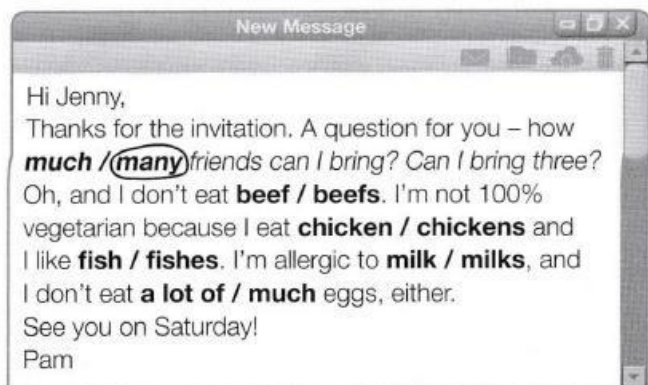 New Message
Hi Jenny,
Thanks for the invitation. A question for you – how
much / many friends can I bring? Can I bring three?
Oh, and I don't eat beef / beefs. I'm not 100%
vegetarian because I eat chicken / chickens and
I like fish / fishes. I'm allergic to milk / milks, and
I don't eat a lot of / much eggs, either.
See you on Saturday!
Pam